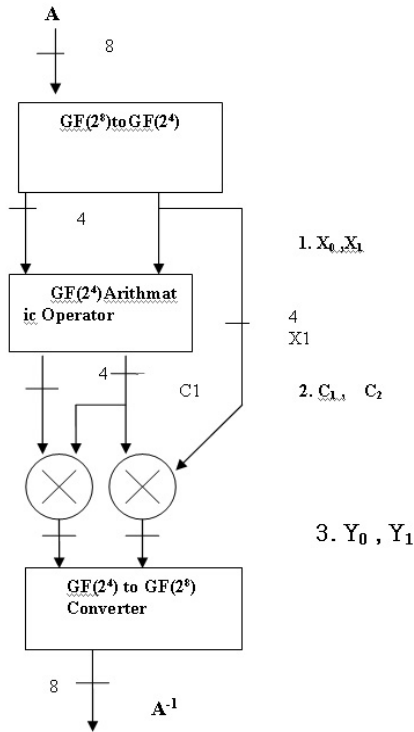 A
8
GF(2⁸)toGF(2⁴)
4
1. X₀ ,X₁
GF(2⁴)Arithmat
ic Operator
4
X1
4
C1
2. C₁ , C₂
3. Y₀ , Y₁
GF(2⁴) to GF(2⁸)
Converter
8
A⁻¹